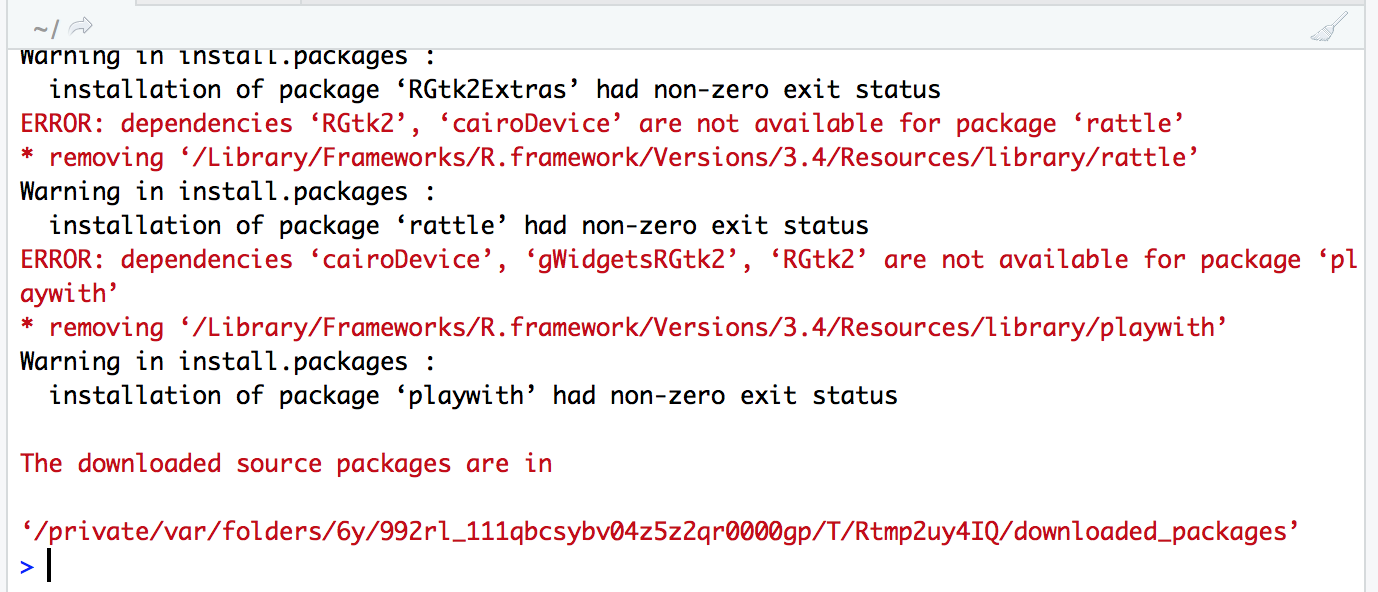 ~/
Warning in install.packages :
  installation of package ‘RGtk2Extras’ had non-zero exit status
ERROR: dependencies ‘RGtk2’, ‘cairoDevice’ are not available for package ‘rattle’
* removing ‘/Library/Frameworks/R.framework/Versions/3.4/Resources/library/rattle’
Warning in install.packages :
  installation of package ‘rattle’ had non-zero exit status
ERROR: dependencies ‘cairoDevice’, ‘gWidgetsRGtk2’, ‘RGtk2’ are not available for package ‘pl
aywith’
* removing ‘/Library/Frameworks/R.framework/Versions/3.4/Resources/library/playwith’
Warning in install.packages :
  installation of package ‘playwith’ had non-zero exit status
The downloaded source packages are in
‘/private/var/folders/6y/992rl_111qbcsybv04z5z2qr0000gp/T/Rtmp2uy4IQ/downloaded_packages’
>